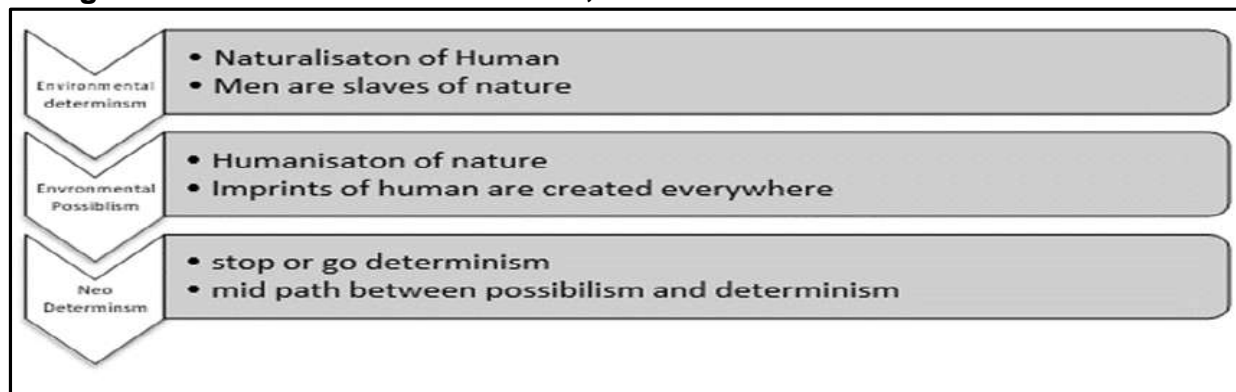 Environmental
determinsm
• Naturalisaton of Human
• Men are slaves of nature
Envronmental
Possiblism
• Humanisaton of nature
• Imprints of human are created everywhere
Neo
Determinsm
• stop or go determinism
• mid path between possibilism and determinism